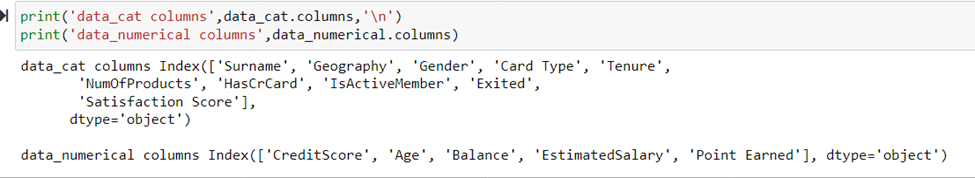 print('data_cat columns',data_cat.columns,'\n')
print('data_numerical columns',data_numerical.columns)
data_cat columns Index(['Surname', 'Geography', 'Gender', 'Card Type', 'Tenure',
       'NumOfProducts', 'HasCrCard', 'IsActiveMember', 'Exited',
       'Satisfaction Score'],
      dtype='object')
data_numerical columns Index(['CreditScore', 'Age', 'Balance', 'EstimatedSalary', 'Point Earned'], dtype='object')